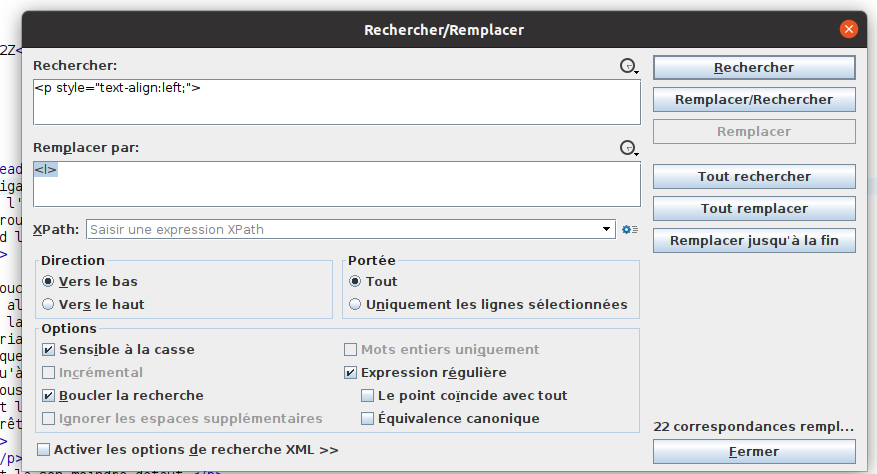 Rechercher/Remplacer
2Z<
Rechercher:
<p style="text-align:left;">
Rechercher
Remplacer/Rechercher
Remplacer
Remplacer par:
<l>
Tout rechercher
Tout remplacer
Remplacer jusqu'à la fin
XPath: Saisir une expression XPath
Direction
Vers le bas
Vers le haut
Portée
Tout
Uniquement les lignes sélectionnées
Options
Sensible à la casse
Mots entiers uniquement
Incrémental
Expression régulière
Boucler la recherche
Le point coïncide avec tout
Ignorer les espaces supplémentaires
Équivalence canonique
Activer les options de recherche XML >>
22 correspondances rempl...
Fermer